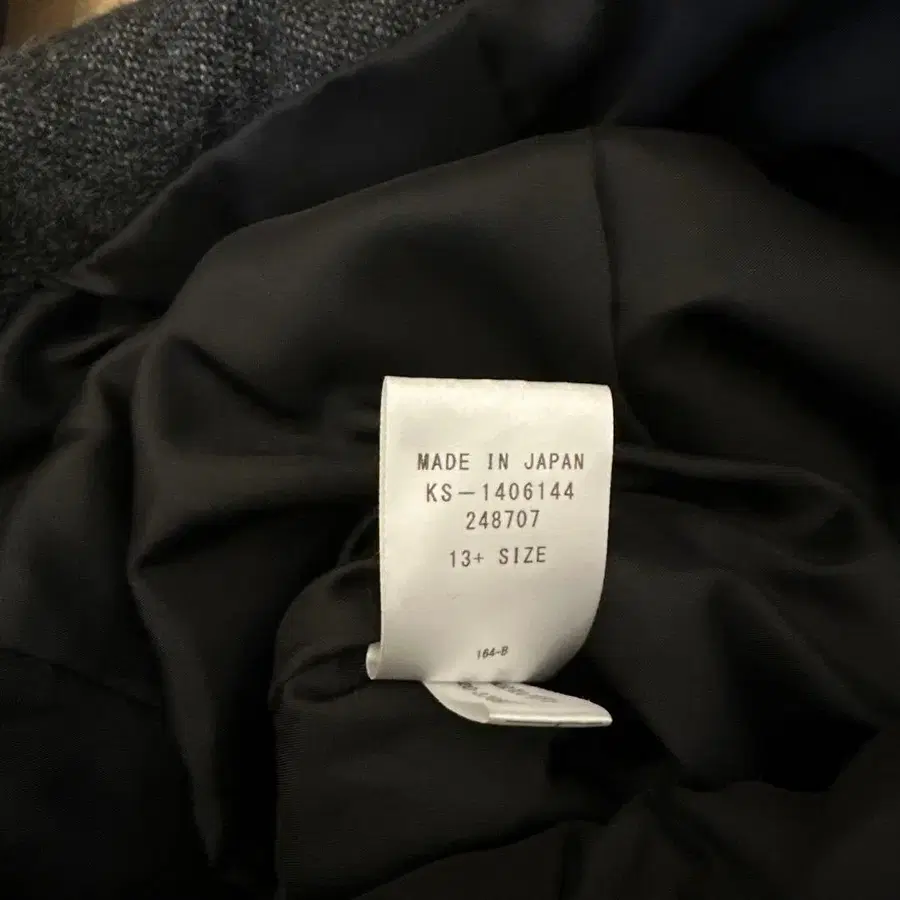 MADE IN JAPAN
KS-1406144
248707
13+ SIZE
164-B